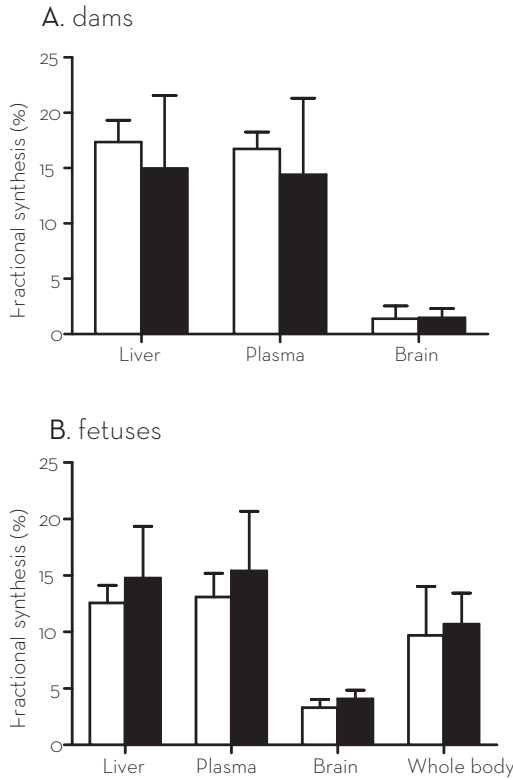 A. dams
Fractional synthesis (%)
25
20
15
10
5
0
Liver Plasma Brain
B. fetuses
Fractional synthesis (%)
25
20
15
10
5
0
Liver Plasma Brain Whole body